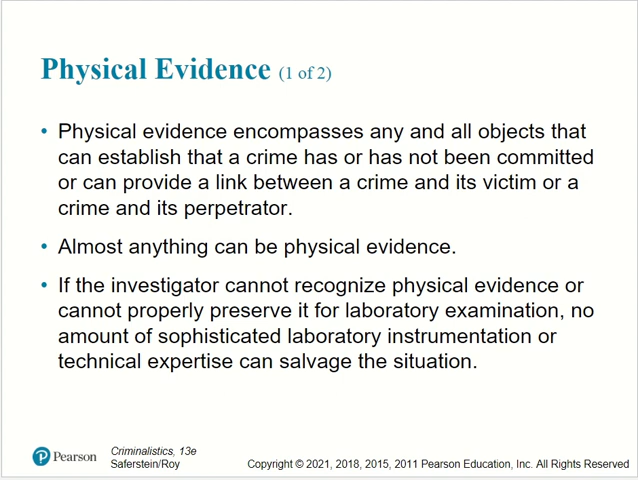 Physical Evidence (1 of 2)
• Physical evidence encompasses any and all objects that
can establish that a crime has or has not been committed
or can provide a link between a crime and its victim or a
crime and its perpetrator.
• Almost anything can be physical evidence.
• If the investigator cannot recognize physical evidence or
cannot properly preserve it for laboratory examination, no
amount of sophisticated laboratory instrumentation or
technical expertise can salvage the situation.
P Pearson
Criminalistics, 13e
Saferstein/Roy
Copyright © 2021, 2018, 2015, 2011 Pearson Education, Inc. All Rights Reserved